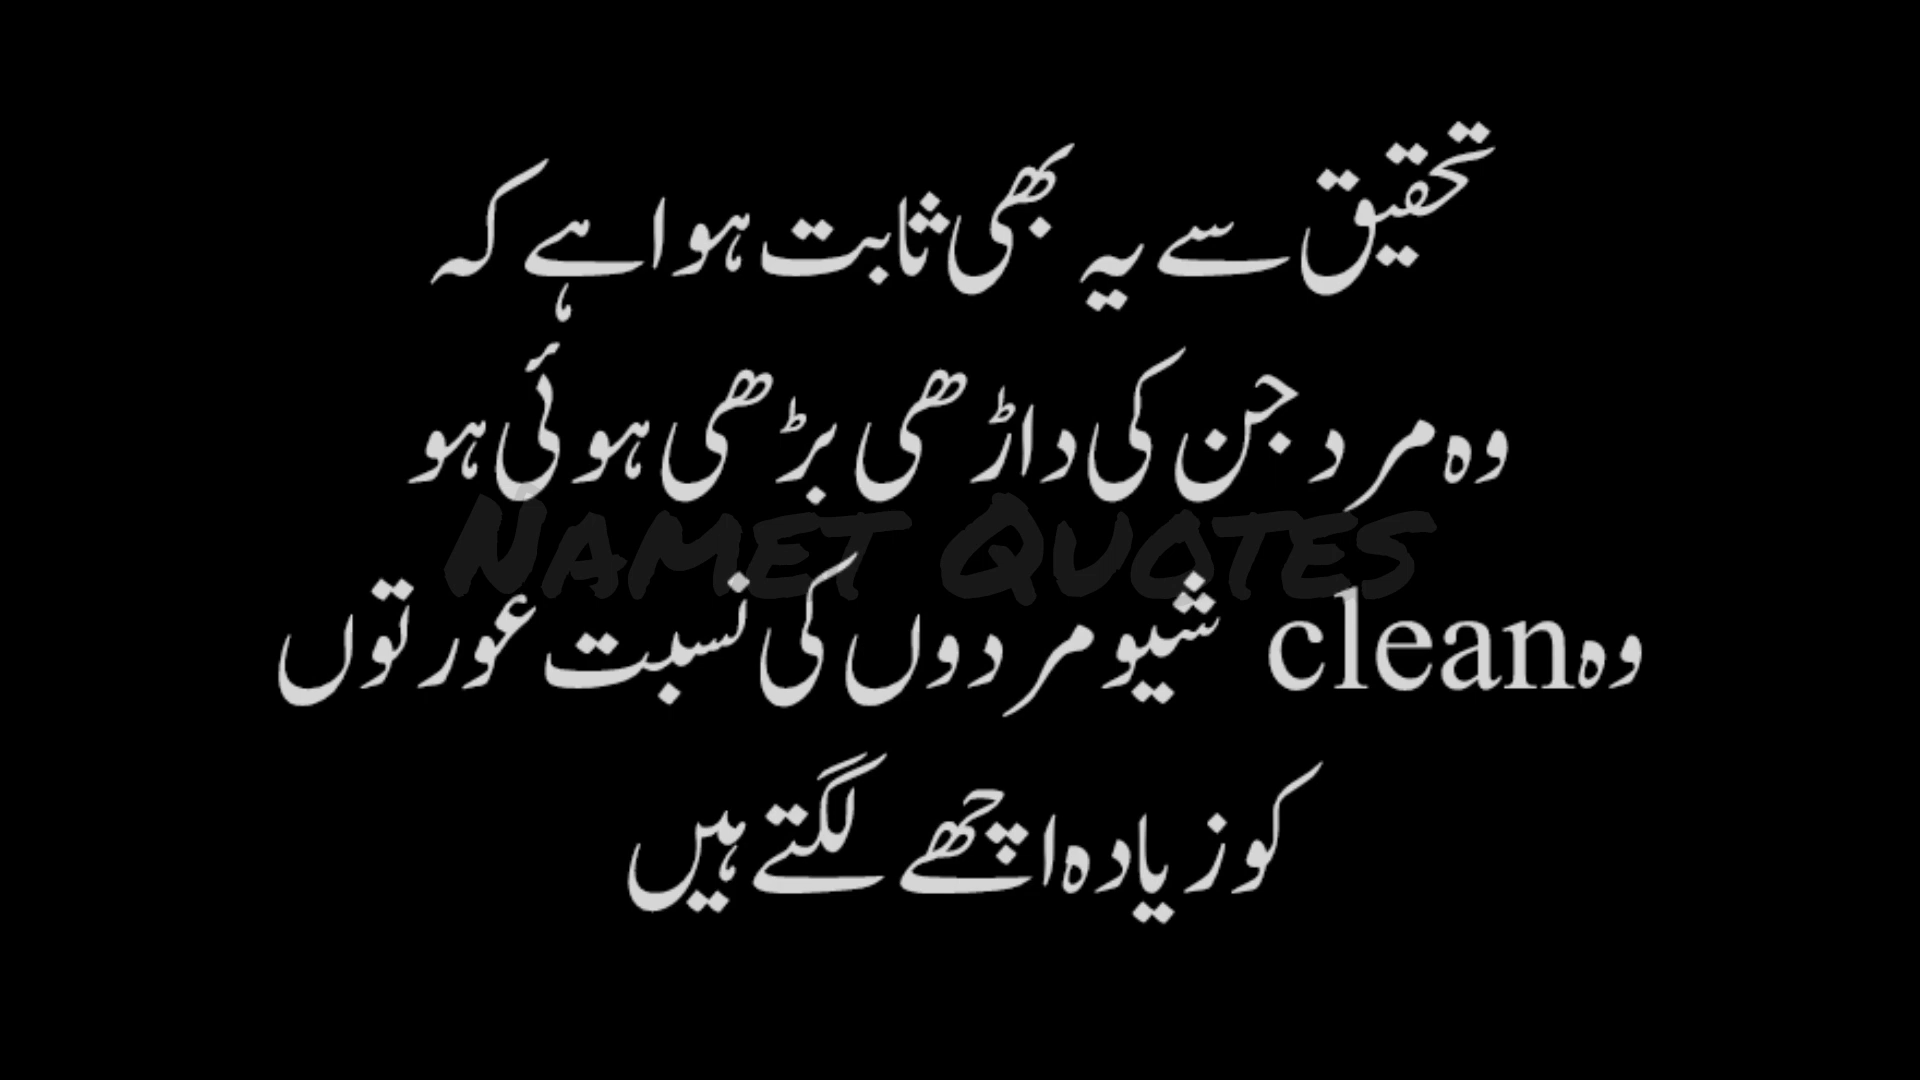 تحقیق سے یہ بھی ثابت ہوا ہے کہ
وہ مرد جن کی داڑھی بڑھی ہوئی ہو
Namet Quotes
وہ clean شیو مردوں کی نسبت عورتوں
کو زیادہ اچھے لگتے ہیں